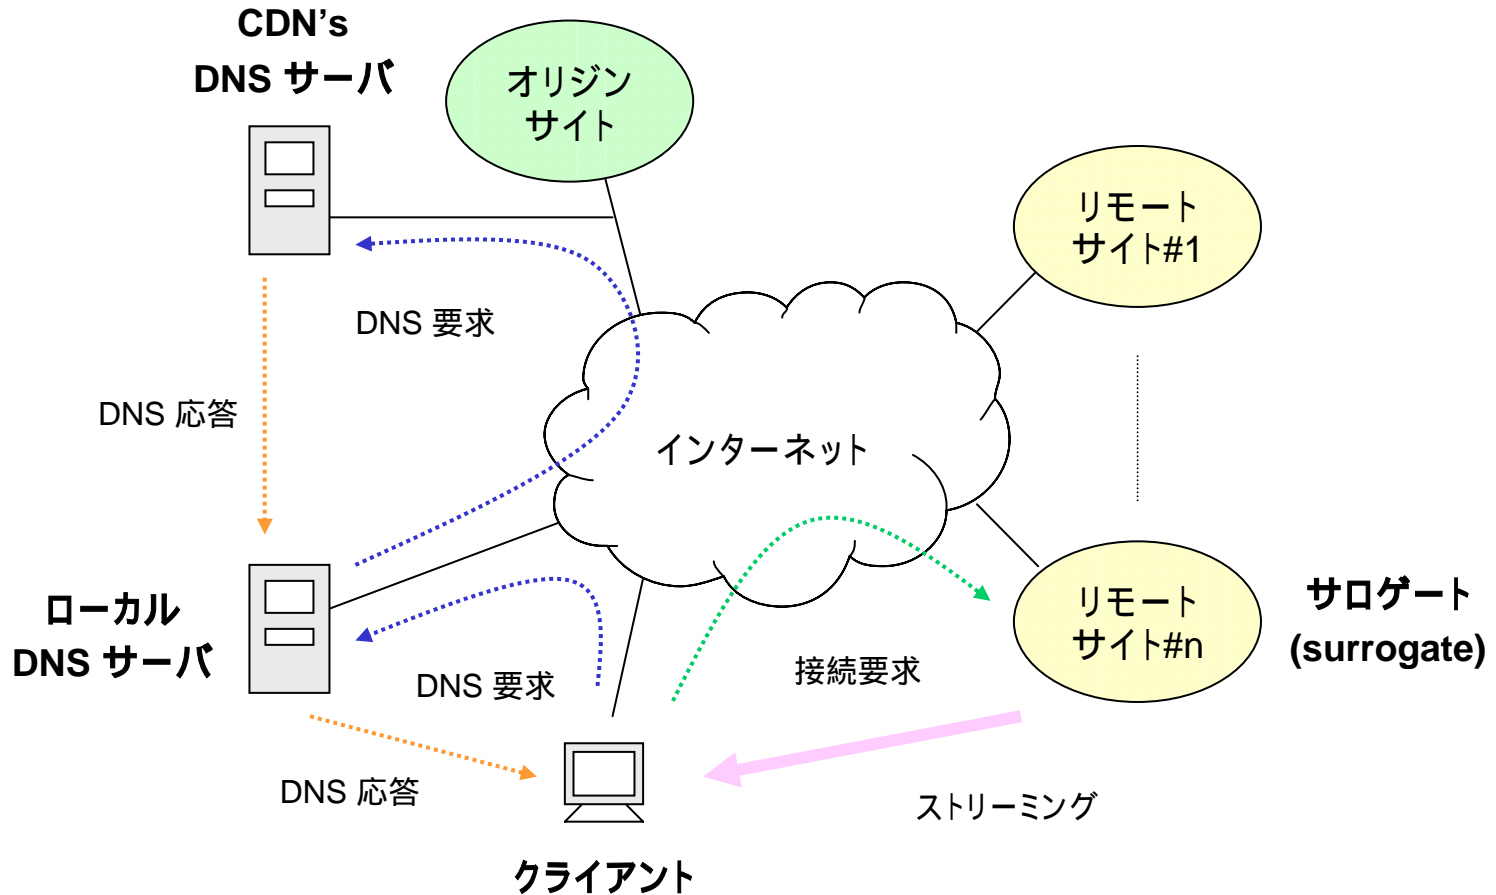 CDN's
DNS サーバ
オリジン
サイト
リモート
サイト#1
DNS 要求
DNS 応答
インターネット
ローカル
DNS サーバ
リモート
サイト#n
サロゲート
(surrogate)
DNS 要求
接続要求
DNS 応答
ストリーミング
クライアント